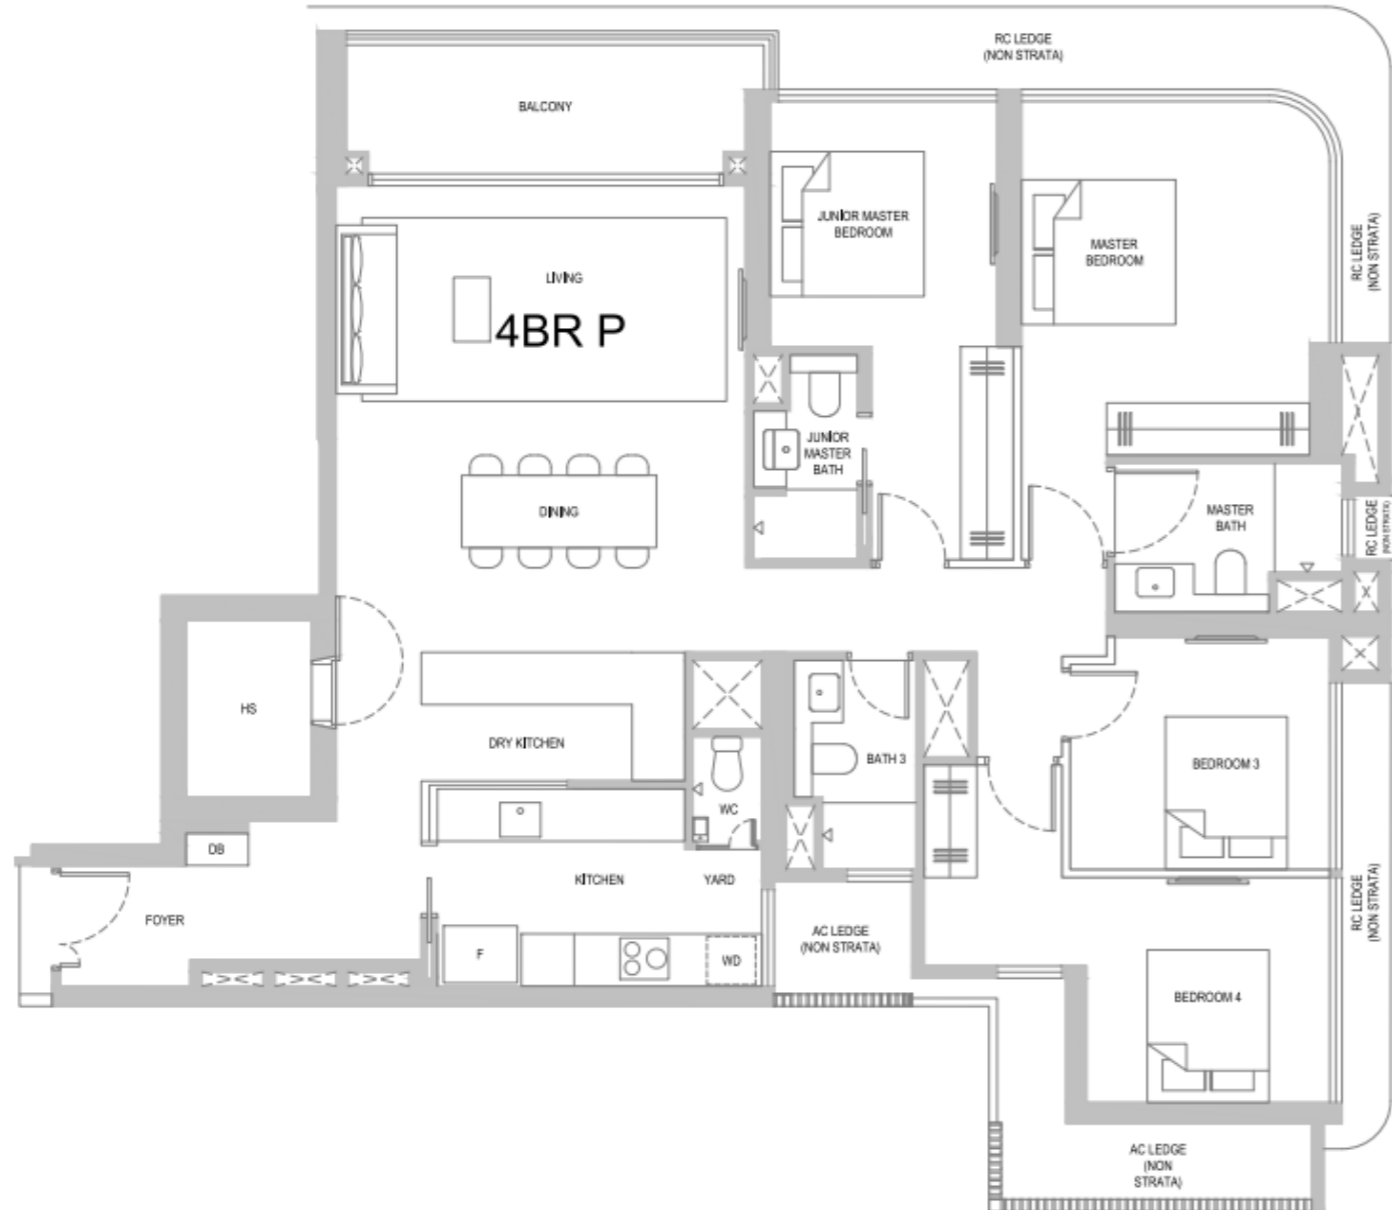 RC LEDGE
(NON STRATA)
BALCONY
JUNIOR MASTER
BEDROOM
MASTER
BEDROOM
RC LEDGE
(NON STRATA)
LIVING
4BR P
JUNIOR
MASTER
BATH
DINING
MASTER
BATH
RC LEDGE
(NON STRATA)
HS
DRY KITCHEN
BATH 3
BEDROOM 3
WC
DB
KITCHEN
YARD
FOYER
AC LEDGE
(NON STRATA)
RC LEDGE
(NON STRATA)
F
WD
BEDROOM 4
AC LEDGE
(NON
STRATA)